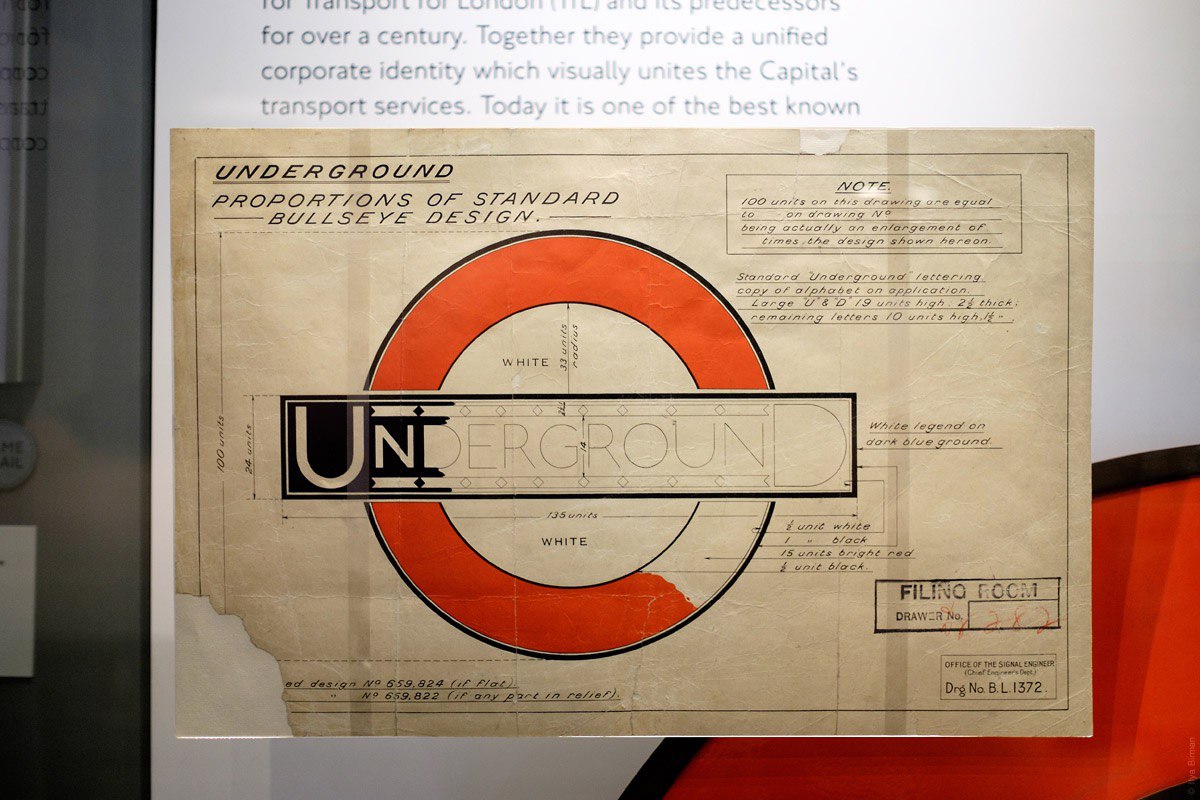 for Transport for London (TfL) and its predecessors
for over a century. Together they provide a unified
corporate identity which visually unites the Capital's
transport services. Today it is one of the best known
UNDERGROUND
PROPORTIONS OF STANDARD
BULLSEYE DESIGN.
NOTE.
100 units on this drawing are equal
to on drawing Nº
being actually an enlargement of
times the design shown hereon.
Standard "Underground" lettering.
copy of alphabet on application.
Large "U" & "D" 19 units high: 2½ thick;
remaining letters 10 units high, 1½ "
WHITE
33 units
radius
100 units
24 units
UNDERGROUND
14
White legend on
dark blue ground.
135 units
WHITE
½ unit white
1 " black
15 units bright red
½ unit black.
FILING ROOM
DRAWER No.
282
OFFICE OF THE SIGNAL ENGINEER
(Chief Engineer's Dept.)
Drg No. B.L.1372.
ed design Nº 659,824 (if flat).
" Nº 659,822 (if any part in relief).
© Ilya Birman